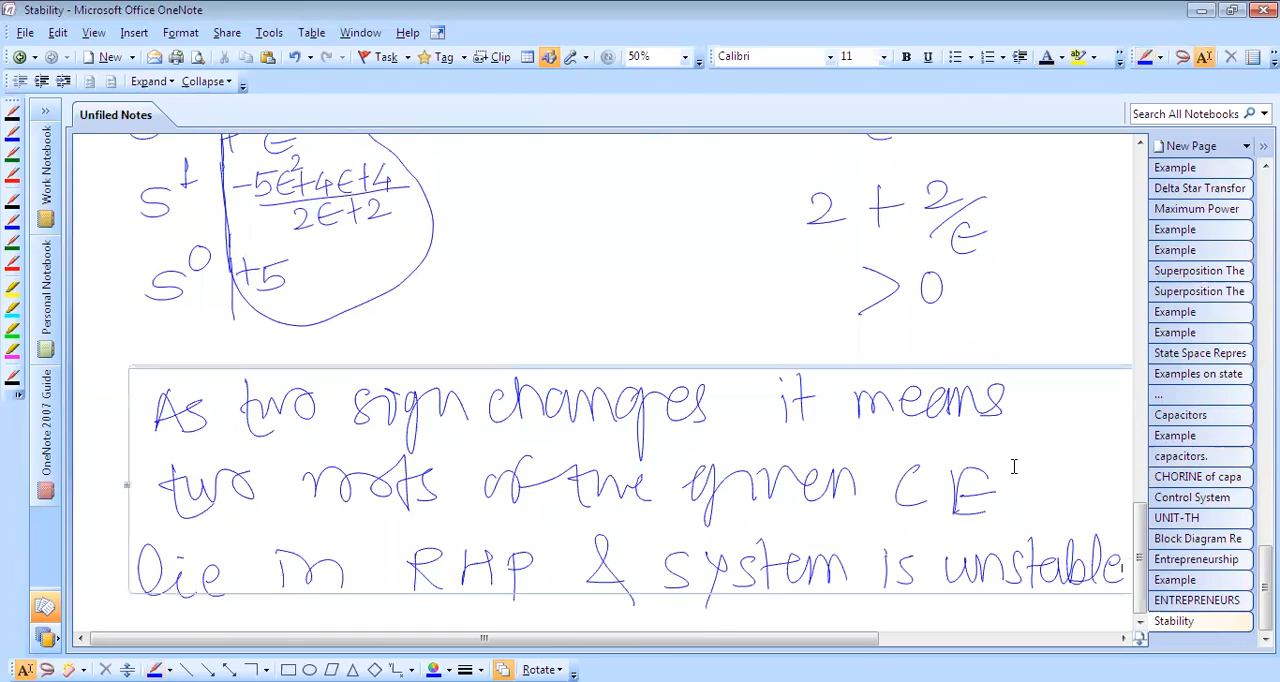 Stability - Microsoft Office OneNote
File Edit View Insert Format Share Tools Table Window Help
New Task Tag Clip 50% Calibri 11 B U A ab
Expand Collapse
Unfiled Notes
Search All Notebooks
New Page
Work Notebook
Personal Notebook
OneNote 2007 Guide
Example
Delta Star Transfor
Maximum Power
Example
Example
Superposition The
Superposition The
Example
Example
State Space Repres
Examples on state
...
Capacitors
Example
capacitors.
CHORINE of capa
Control System
UNIT-TH
Block Diagram Re
Entrepreneurship
Example
ENTREPRENEURS
Stability
S¹ -5ϵ²+4ϵ+4
2ϵ+2
S⁰ +5
2 + 2/ϵ
> 0
As two sign changes it means
two roots of the given C E
lie in RHP & system is unstable
Rotate